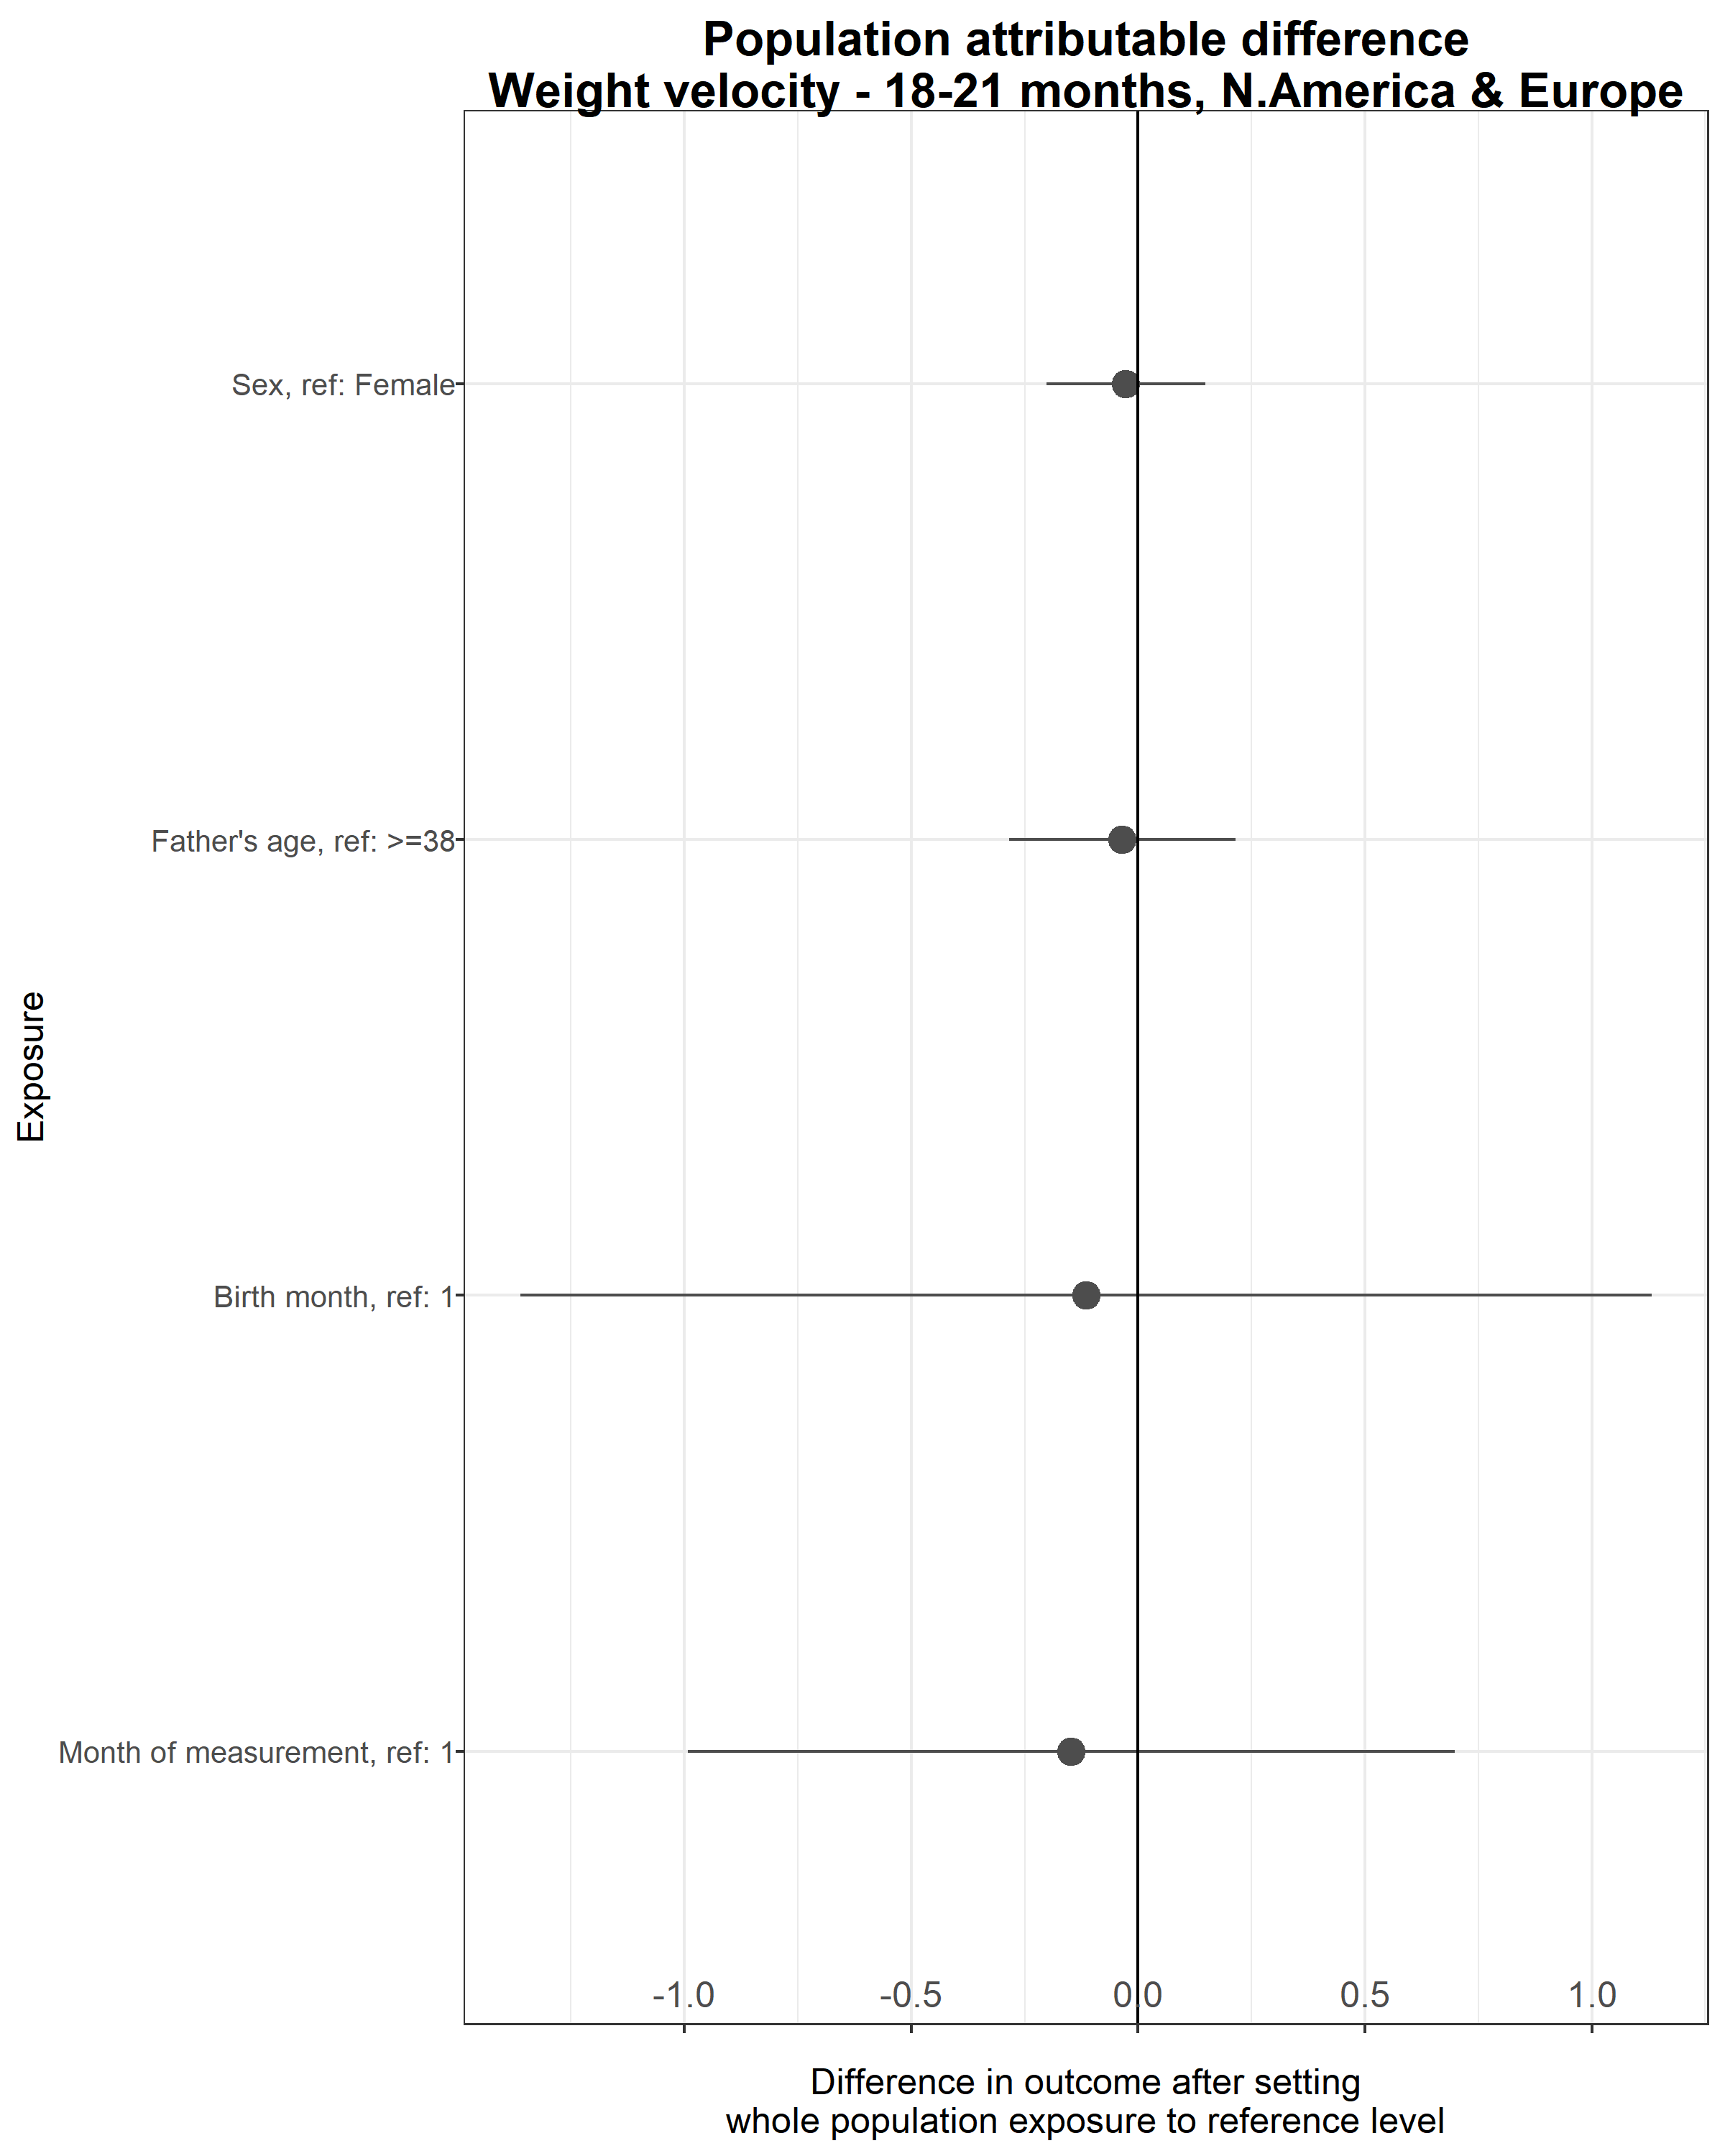 Population attributable difference
Weight velocity - 18-21 months, N.America & Europe
Exposure
Sex, ref: Female
Father's age, ref: >=38
Birth month, ref: 1
Month of measurement, ref: 1
-1.0 -0.5 0.0 0.5 1.0
Difference in outcome after setting
whole population exposure to reference level